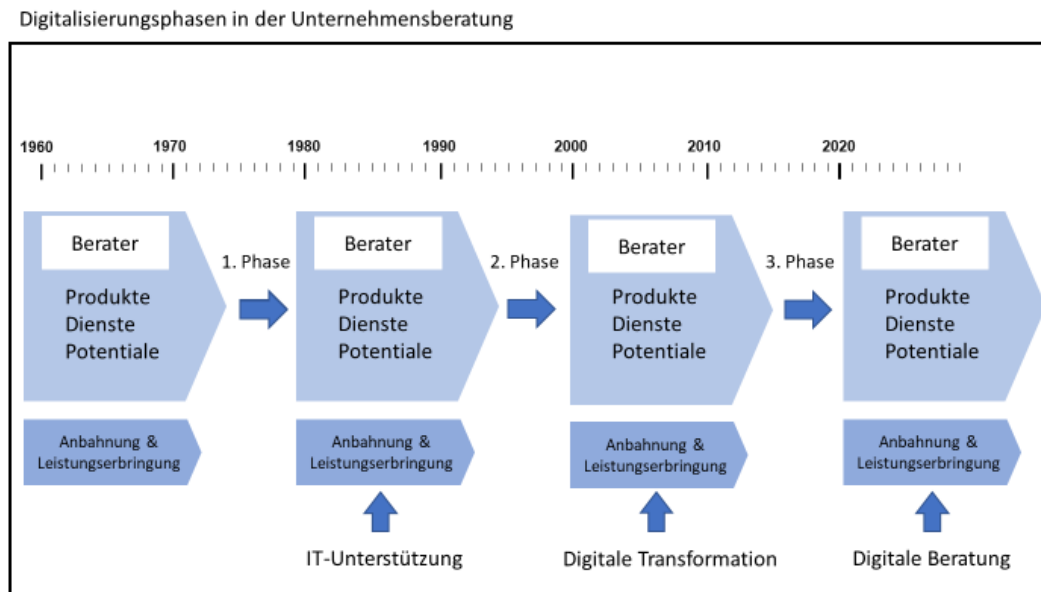 Digitalisierungsphasen in der Unternehmensberatung
1960 1970 1980 1990 2000 2010 2020
Berater
Produkte
Dienste
Potentiale
Anbahnung &
Leistungserbringung
1. Phase
Berater
Produkte
Dienste
Potentiale
Anbahnung &
Leistungserbringung
IT-Unterstützung
2. Phase
Berater
Produkte
Dienste
Potentiale
Anbahnung &
Leistungserbringung
Digitale Transformation
3. Phase
Berater
Produkte
Dienste
Potentiale
Anbahnung &
Leistungserbringung
Digitale Beratung